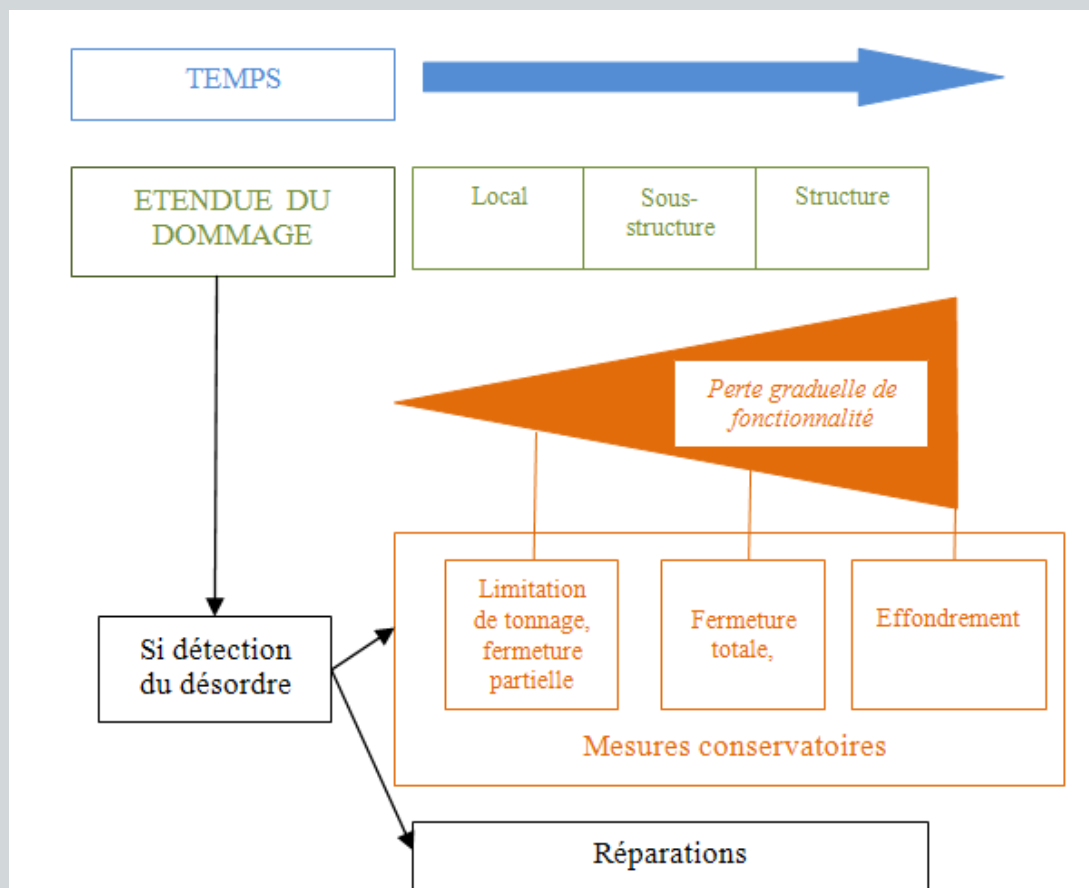 TEMPS
ETENDUE DU
DOMMAGE
Local
Sous-
structure
Structure
Perte graduelle de
fonctionnalité
Limitation
de tonnage,
fermeture
partielle
Fermeture
totale,
Effondrement
Mesures conservatoires
Si détection
du désordre
Réparations